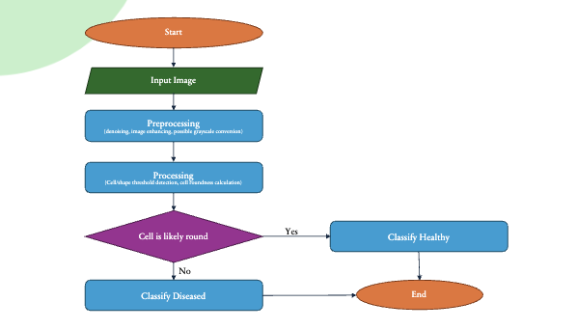 Start
Input Image
Preprocessing
(denoising, image enhancing, possible grayscale conversion)
Processing
(Cell/shape threshold detection, cell roundness calculation)
Cell is likely round
Yes
Classify Healthy
No
Classify Diseased
End